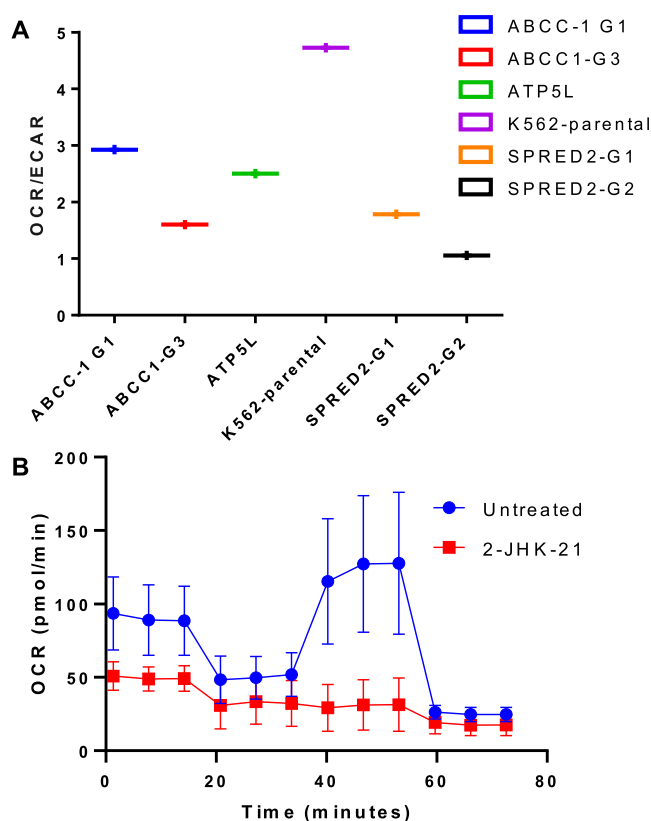 A
OCR/ECAR
5
4
3
2
1
0
ABCC-1 G1
ABCC1-G3
ATP5L
K562-parental
SPRED2-G1
SPRED2-G2
ABCC-1 G1
ABCC1-G3
ATP5L
K562-parental
SPRED2-G1
SPRED2-G2
B
OCR (pmol/min)
200
150
100
50
0
Untreated
2-JHK-21
0 20 40 60 80
Time (minutes)